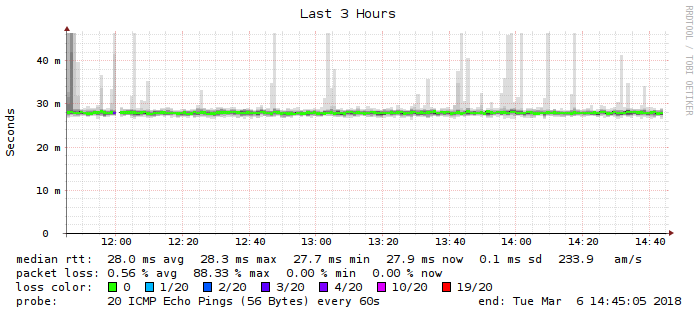 Last 3 Hours
RRDTOOL / TOBI OETIKER
Seconds
40 m
30 m
20 m
10 m
0
12:00 12:20 12:40 13:00 13:20 13:40 14:00 14:20 14:40
median rtt: 28.0 ms avg 28.3 ms max 27.7 ms min 27.9 ms now 0.1 ms sd 233.9 am/s
packet loss: 0.56 % avg 88.33 % max 0.00 % min 0.00 % now
loss color: 0 1/20 2/20 3/20 4/20 10/20 19/20
probe: 20 ICMP Echo Pings (56 Bytes) every 60s end: Tue Mar 6 14:45:05 2018